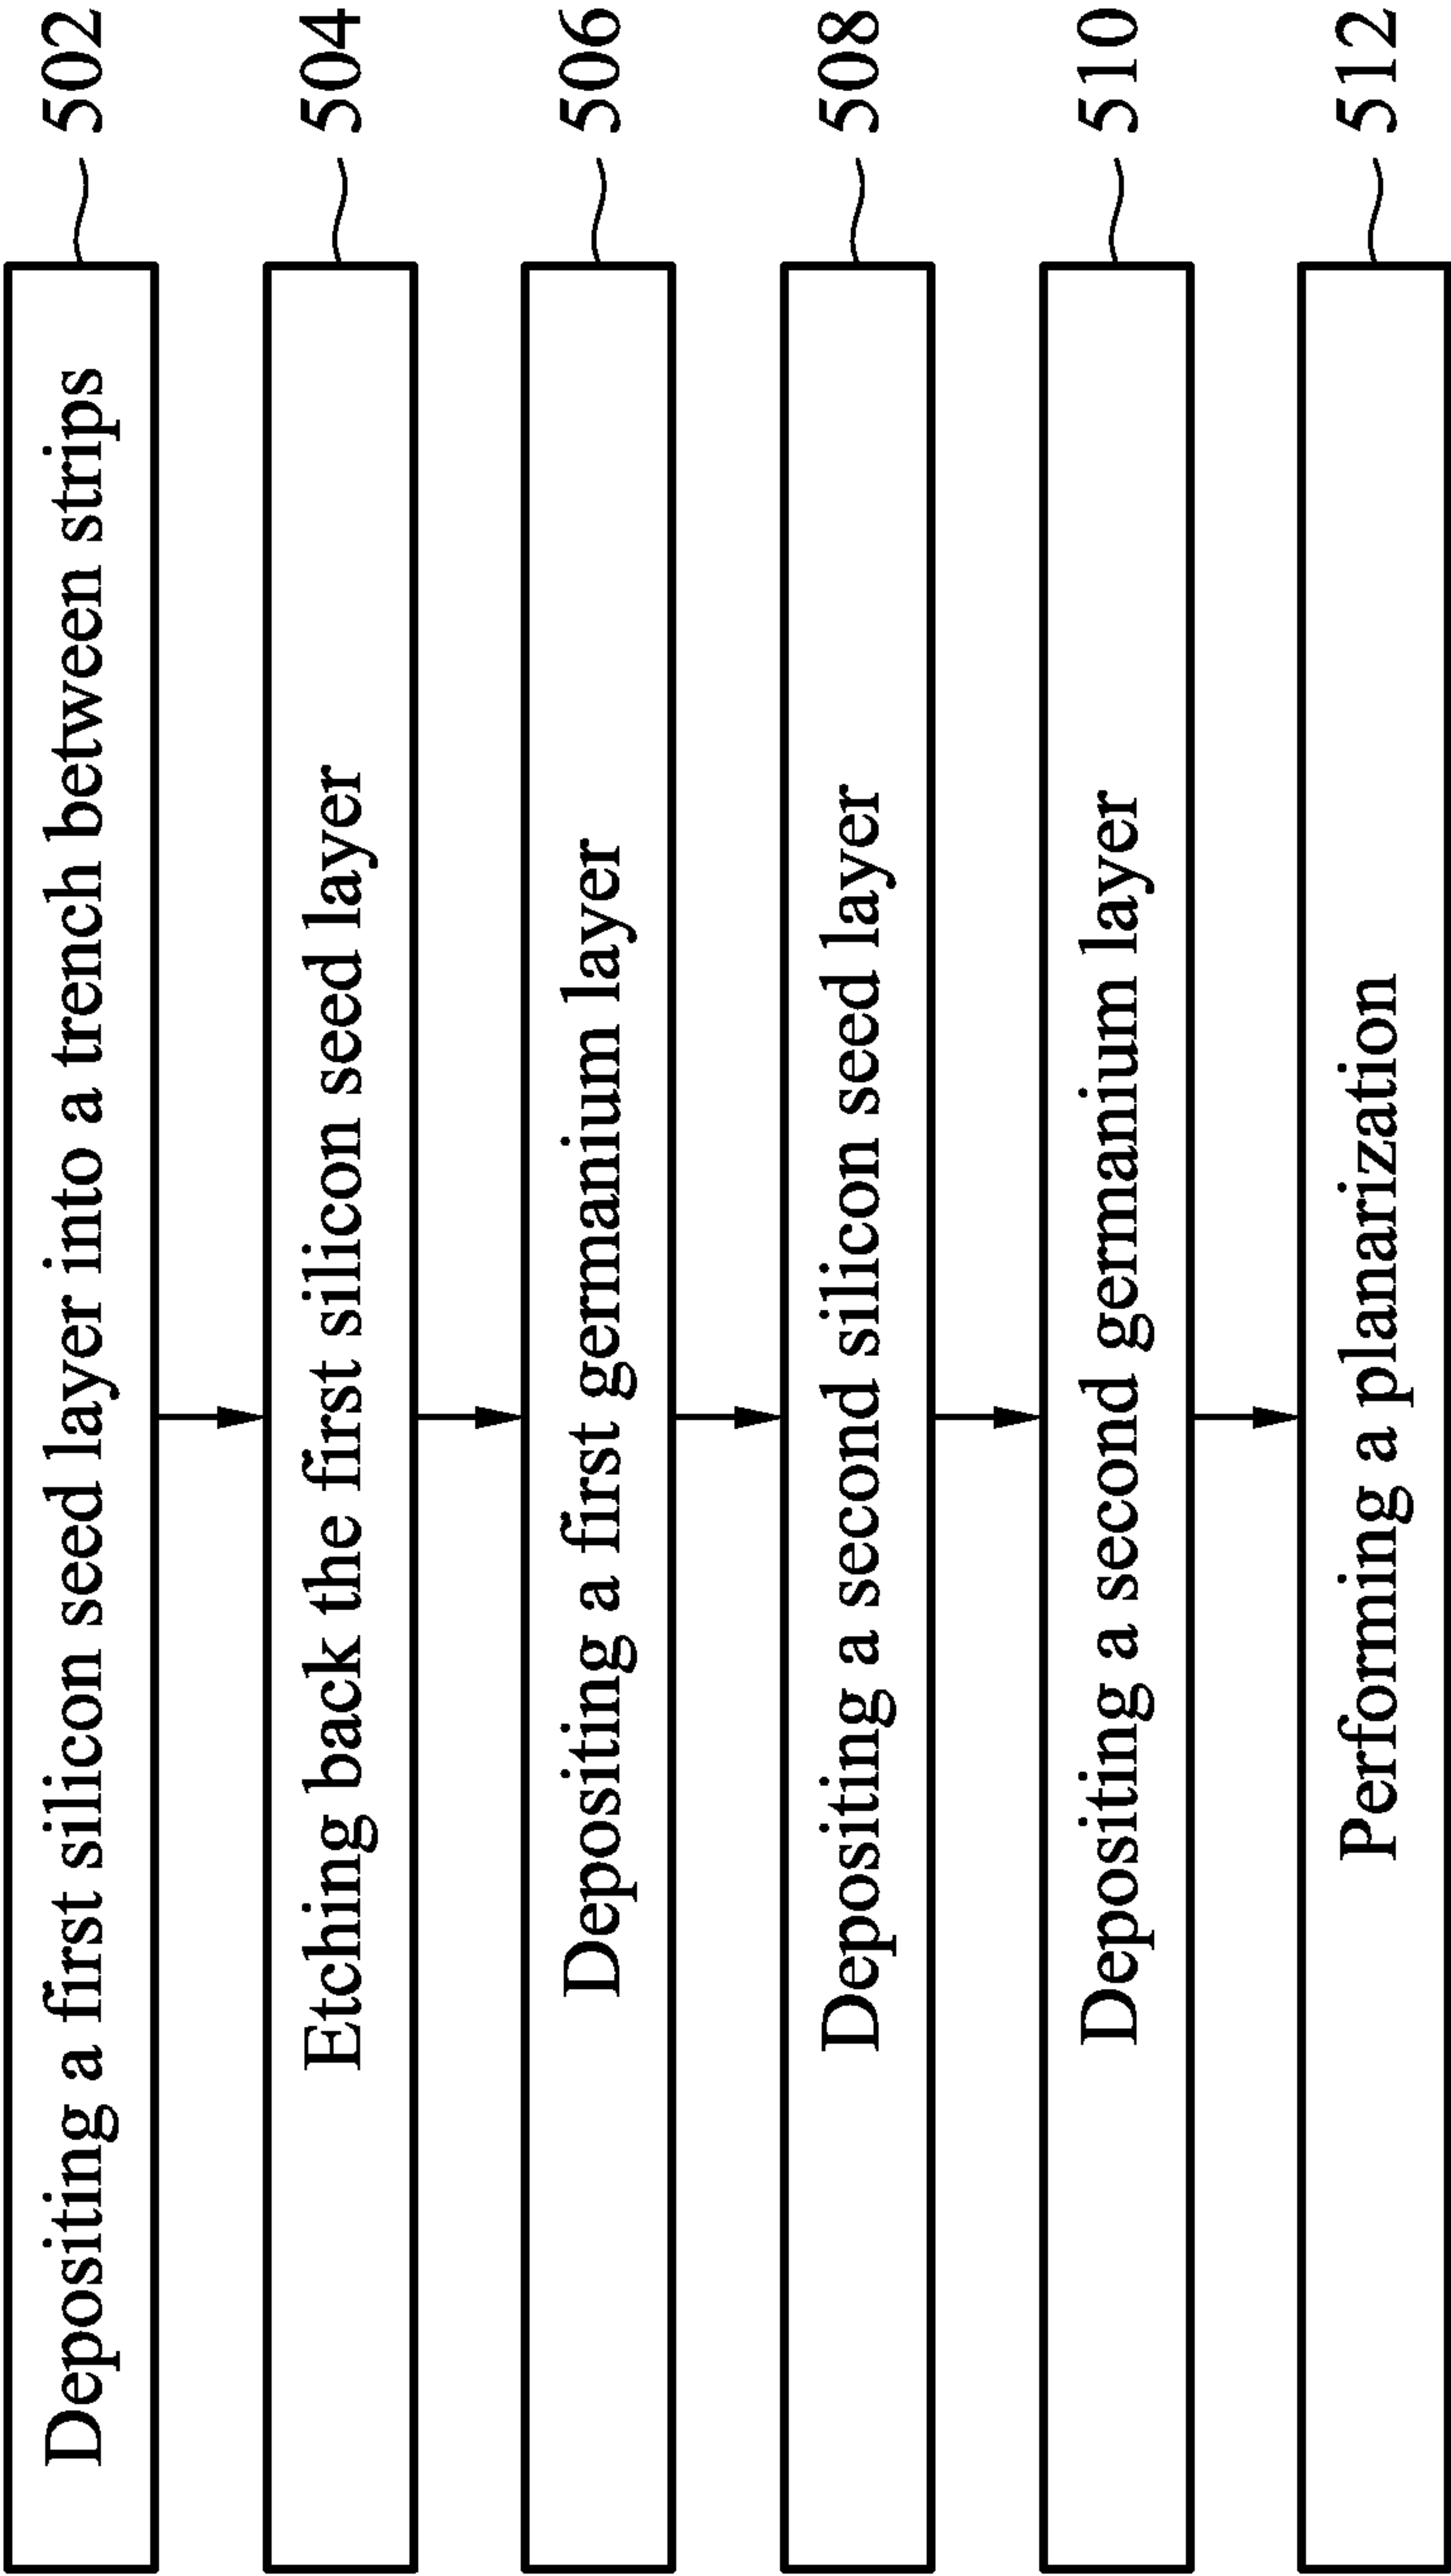 Depositing a first silicon seed layer into a trench between strips 502
Etching back the first silicon seed layer 504
Depositing a first germanium layer 506
Depositing a second silicon seed layer 508
Depositing a second germanium layer 510
Performing a planarization 512